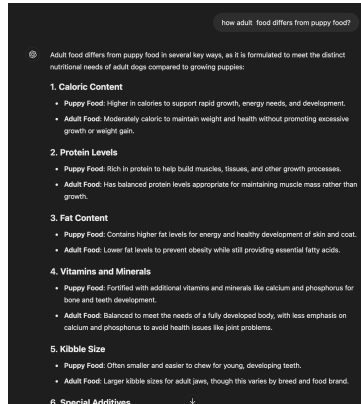 how adult food differs from puppy food?
Adult food differs from puppy food in several key ways, as it is formulated to meet the distinct
nutritional needs of adult dogs compared to growing puppies:
1. Caloric Content
• Puppy Food: Higher in calories to support rapid growth, energy needs, and development.
• Adult Food: Moderately caloric to maintain weight and health without promoting excessive
growth or weight gain.
2. Protein Levels
• Puppy Food: Rich in protein to help build muscles, tissues, and other growth processes.
• Adult Food: Has balanced protein levels appropriate for maintaining muscle mass rather than
growth.
3. Fat Content
• Puppy Food: Contains higher fat levels for energy and healthy development of skin and coat.
• Adult Food: Lower fat levels to prevent obesity while still providing essential fatty acids.
4. Vitamins and Minerals
• Puppy Food: Fortified with additional vitamins and minerals like calcium and phosphorus for
bone and teeth development.
• Adult Food: Balanced to meet the needs of a fully developed body, with less emphasis on
calcium and phosphorus to avoid health issues like joint problems.
5. Kibble Size
• Puppy Food: Often smaller and easier to chew for young, developing teeth.
• Adult Food: Larger kibble sizes for adult jaws, though this varies by breed and food brand.
6. Special Additives